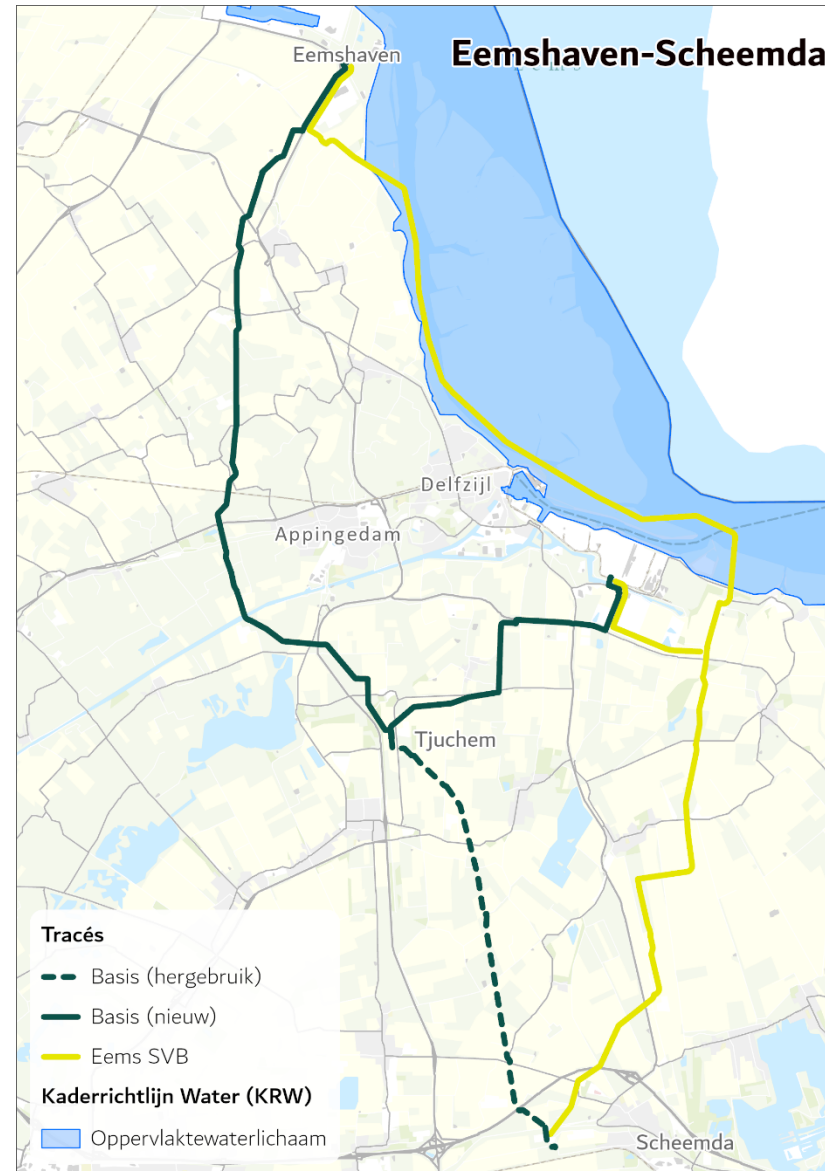 Eemshaven-Scheemda
Eemshaven
Delfzijl
Appingedam
Tjuchem
Tracés
Basis (hergebruik)
Basis (nieuw)
Eems SVB
Kaderrichtlijn Water (KRW)
Oppervlaktewaterlichaam
Scheemda